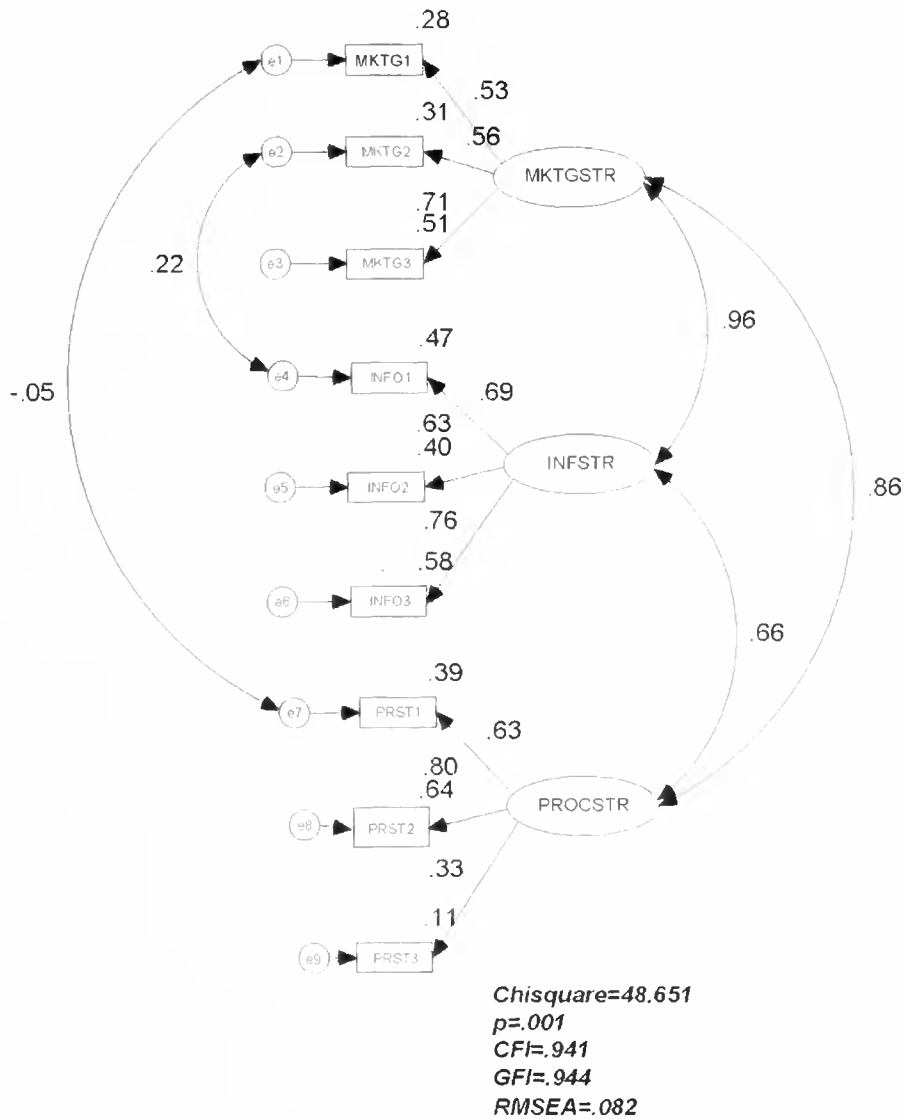 .28
e1
MKTG1
.53
.31
.56
e2
MKTG2
MKTGSTR
.71
.51
.22
e3
MKTG3
.96
.47
-.05
e4
INFO1
.69
.63
.40
INFSTR
e5
INFO2
.86
.76
.58
e6
INFO3
.66
.39
e7
PRST1
.63
.80
.64
PROCSTR
e8
PRST2
.33
.11
e9
PRST3
Chisquare=48.651
p=.001
CFI=.941
GFI=.944
RMSEA=.082